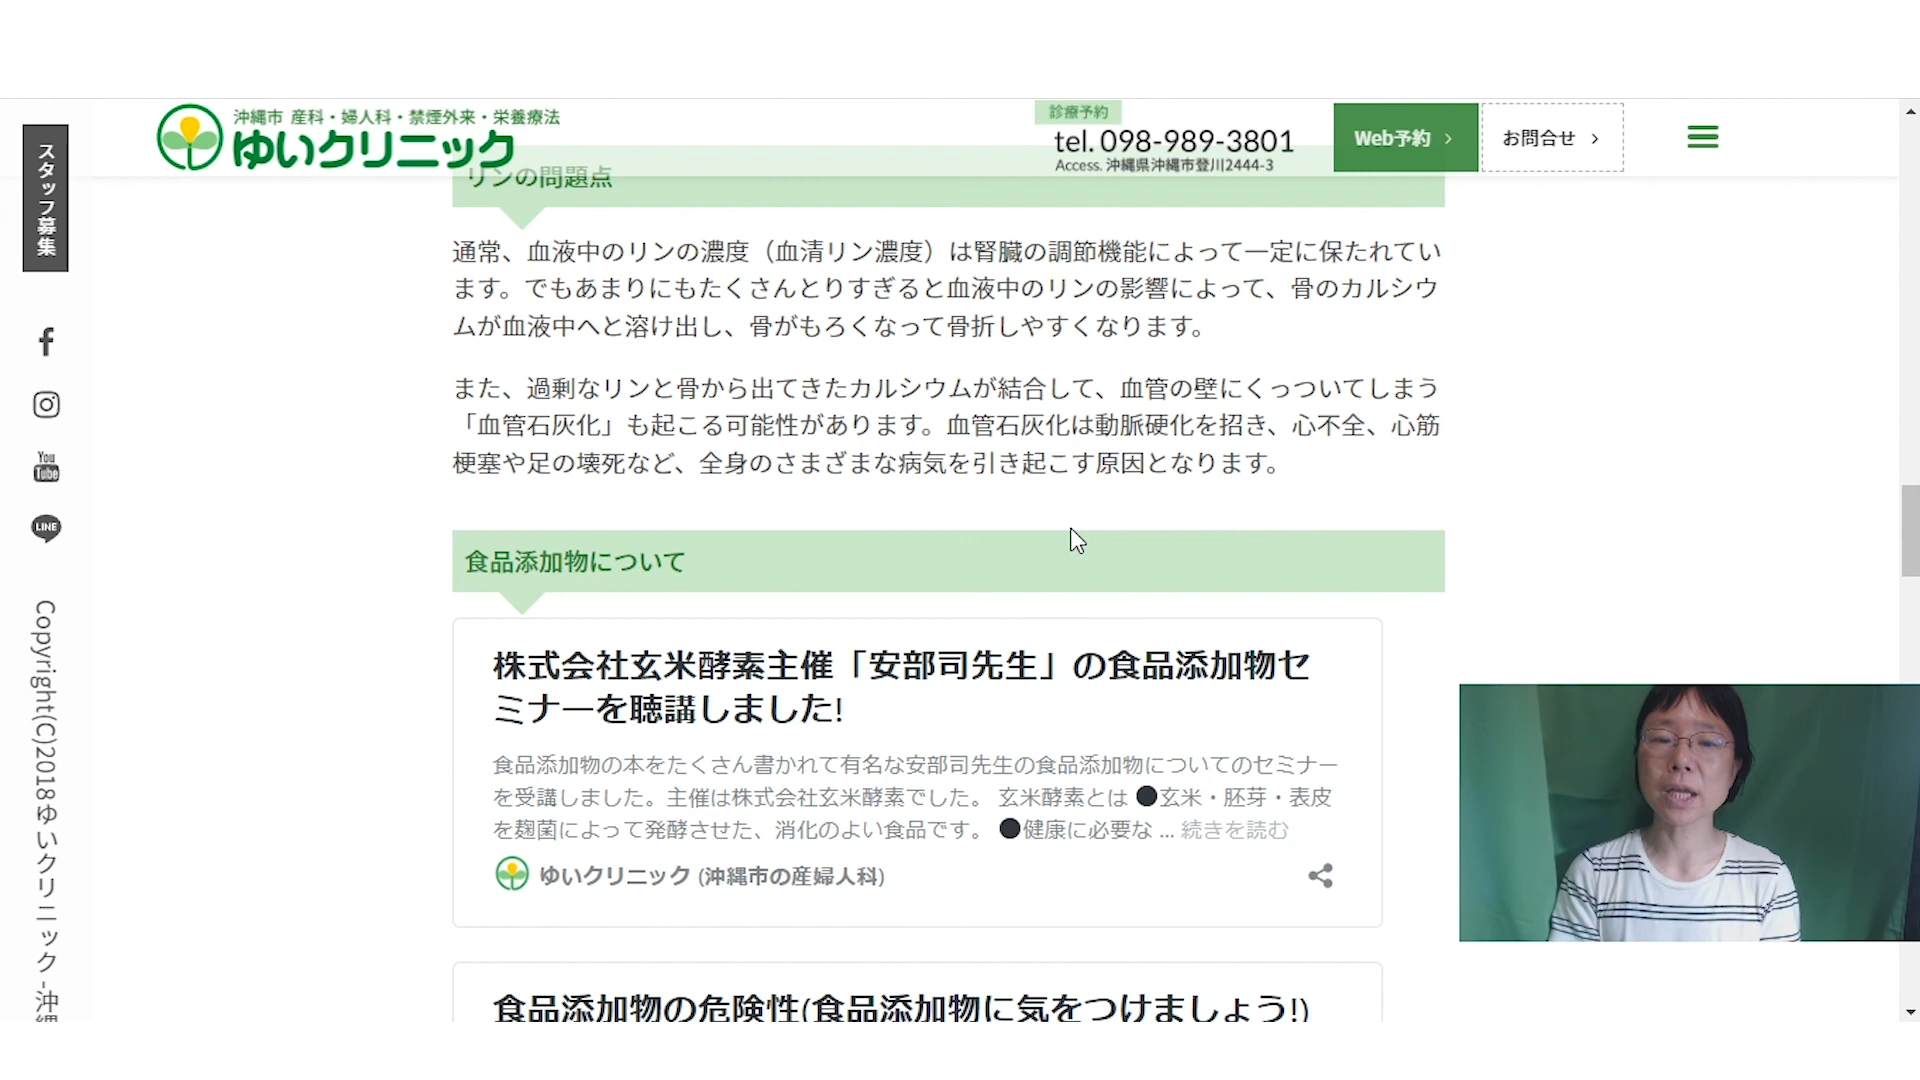 沖縄市 産科・婦人科・禁煙外来・栄養療法
ゆいクリニック
診療予約
tel. 098-989-3801
Access. 沖縄県沖縄市登川2444-3
Web予約
お問合せ
スタッフ募集
You
Tube
LINE
Copyright(C)2018ゆいクリニック-沖縄
リンの問題点
通常、血液中のリンの濃度（血清リン濃度）は腎臓の調節機能によって一定に保たれてい
ます。でもあまりにもたくさんとりすぎると血液中のリンの影響によって、骨のカルシウ
ムが血液中へと溶け出し、骨がもろくなって骨折しやすくなります。
また、過剰なリンと骨から出てきたカルシウムが結合して、血管の壁にくっついてしまう
「血管石灰化」も起こる可能性があります。血管石灰化は動脈硬化を招き、心不全、心筋
梗塞や足の壊死など、全身のさまざまな病気を引き起こす原因となります。
食品添加物について
株式会社玄米酵素主催「安部司先生」の食品添加物セ
ミナーを聴講しました!
食品添加物の本をたくさん書かれて有名な安部司先生の食品添加物についてのセミナー
を受講しました。主催は株式会社玄米酵素でした。 玄米酵素とは ●玄米・胚芽・表皮
を麹菌によって発酵させた、消化のよい食品です。 ●健康に必要な ... 続きを読む
ゆいクリニック (沖縄市の産婦人科)
食品添加物の危険性(食品添加物に気をつけましょう!)